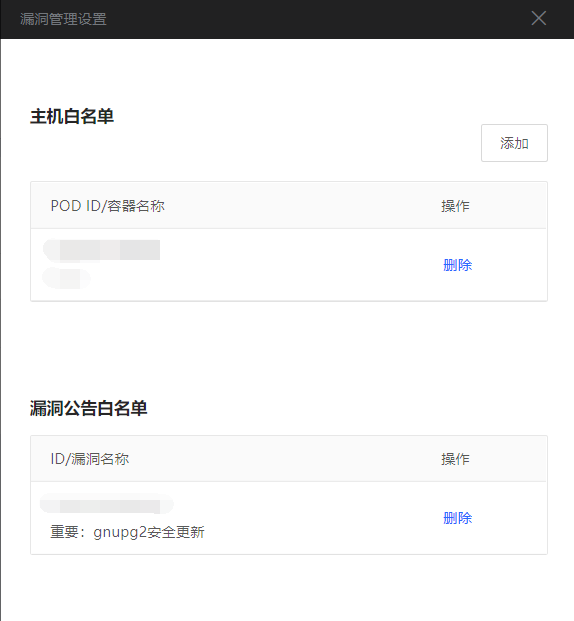 漏洞管理设置
主机白名单
添加
POD ID/容器名称 操作
删除
漏洞公告白名单
ID/漏洞名称 操作
删除
重要：gnupg2安全更新